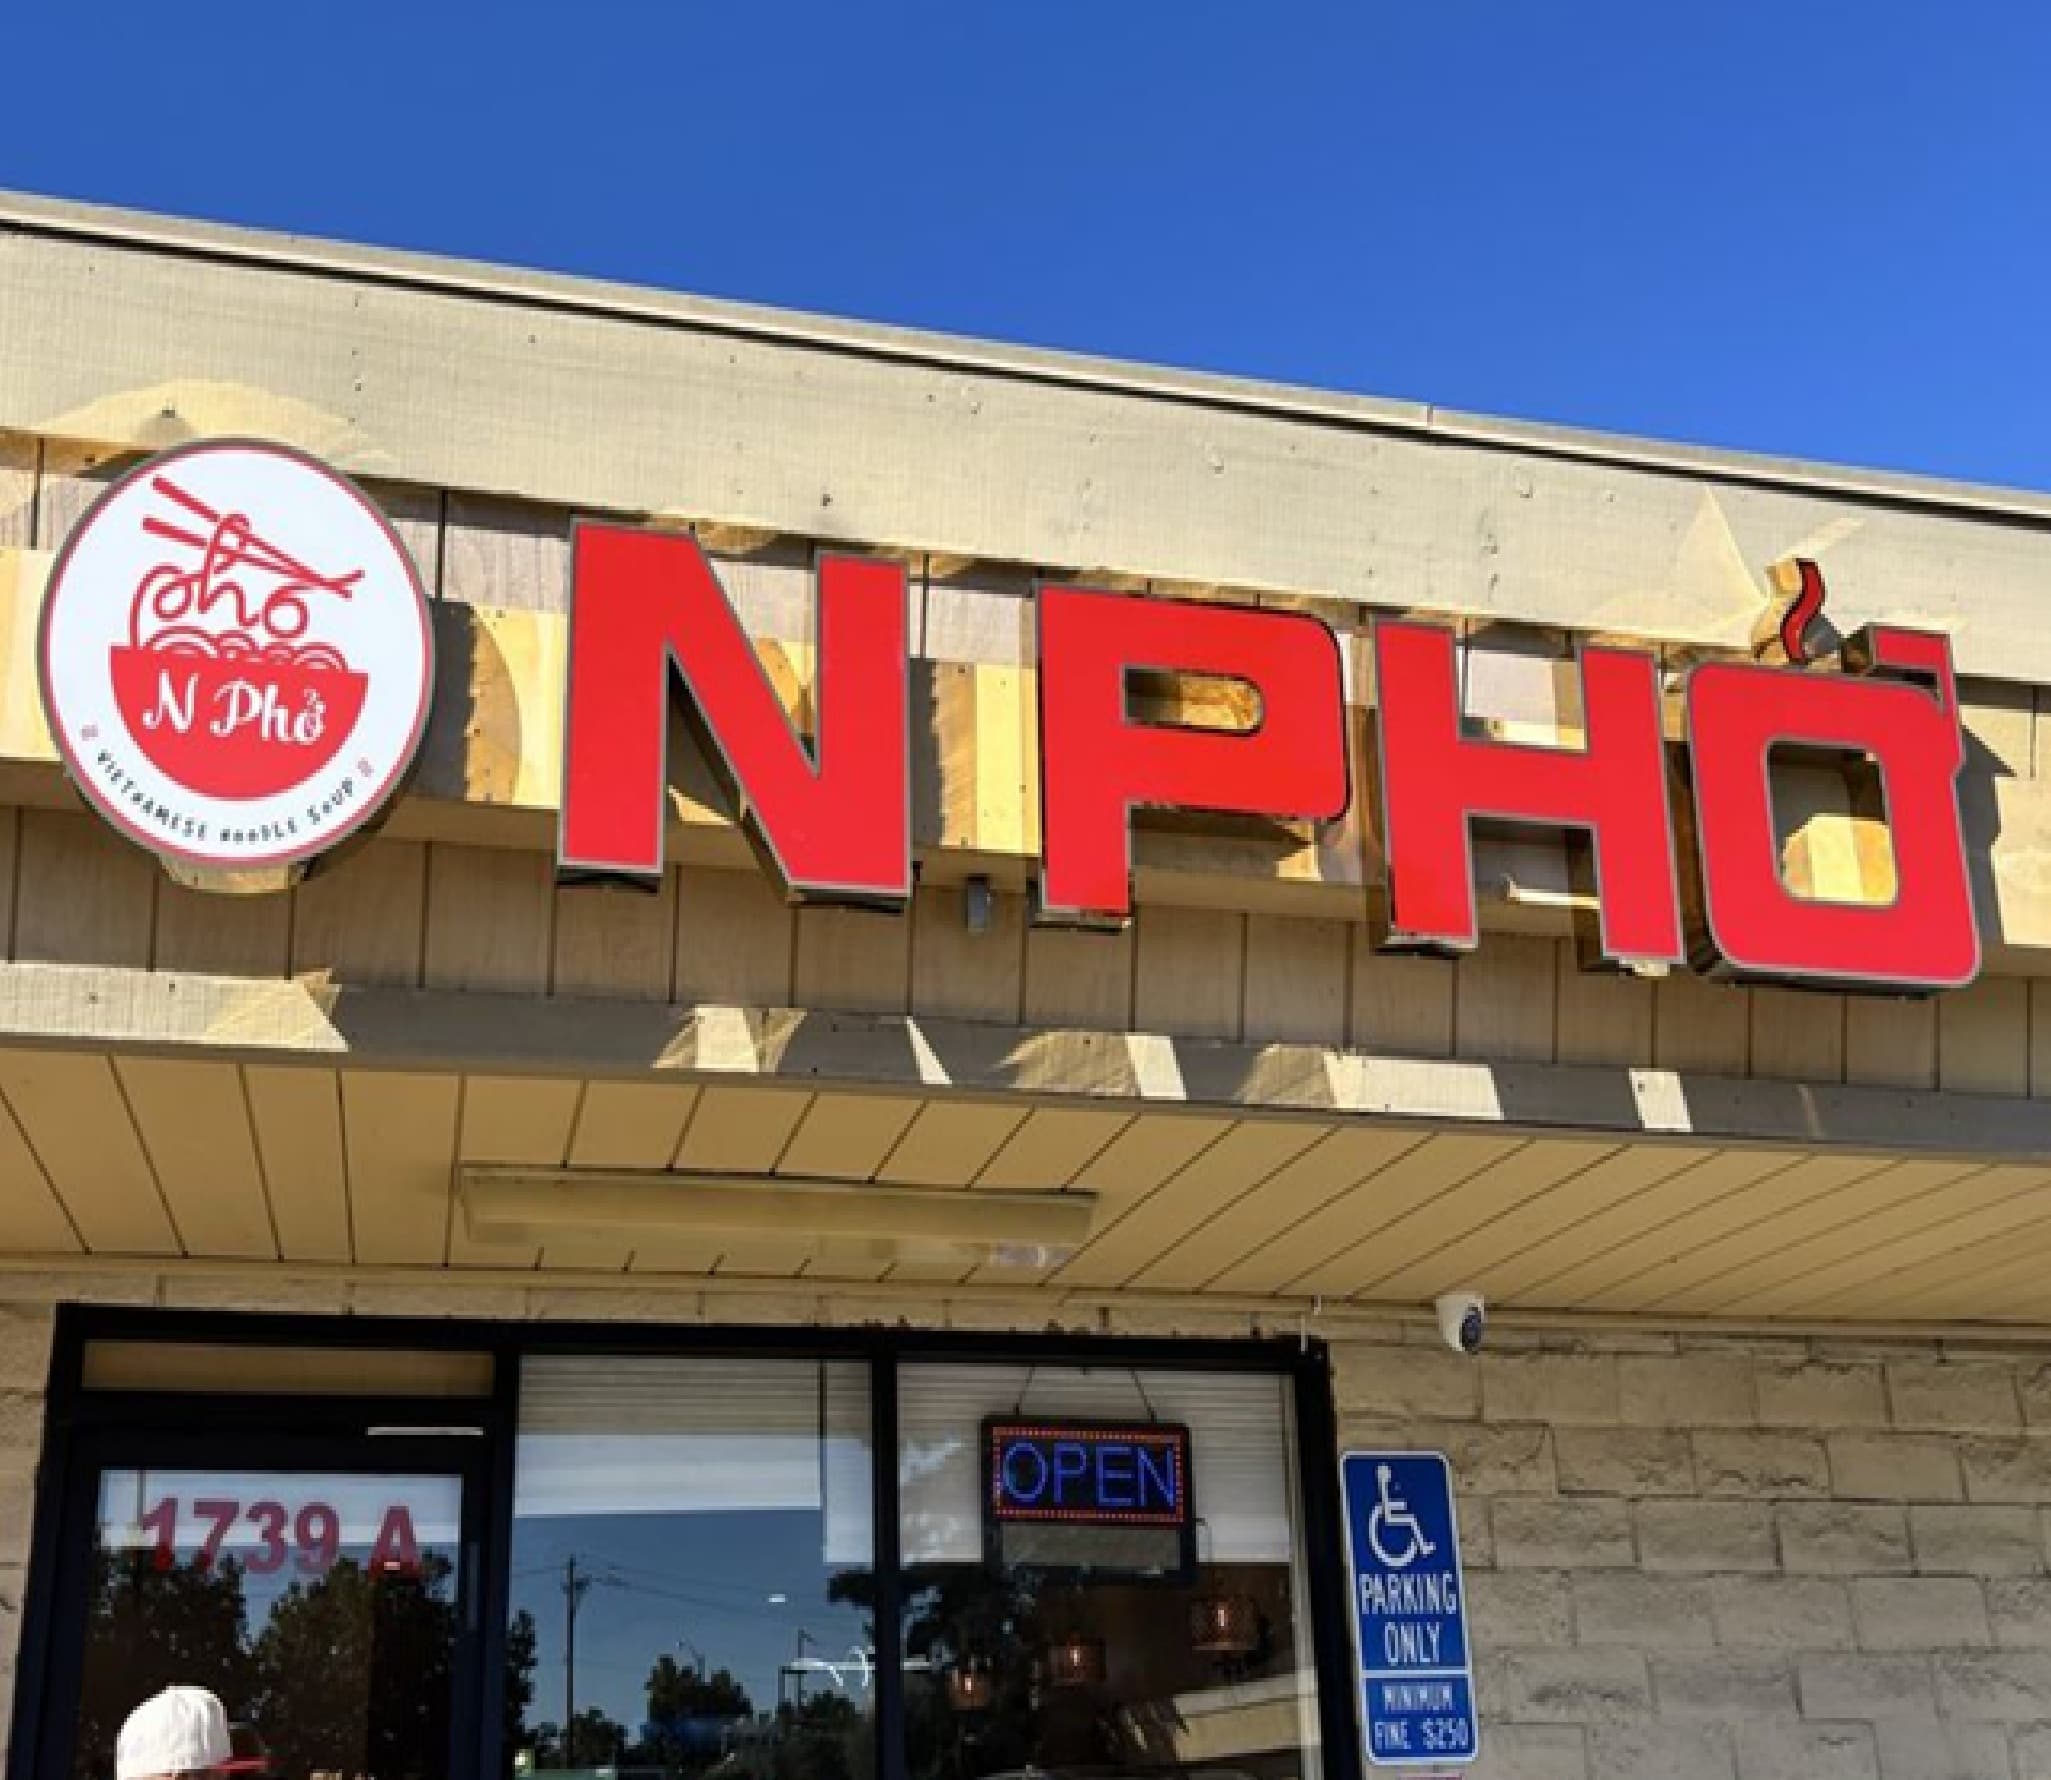 phở
N Phở
VIETNAMESE NOODLE SOUP
N PHỞ
1739 A
OPEN
PARKING
ONLY
MINIMUM
FINE $250